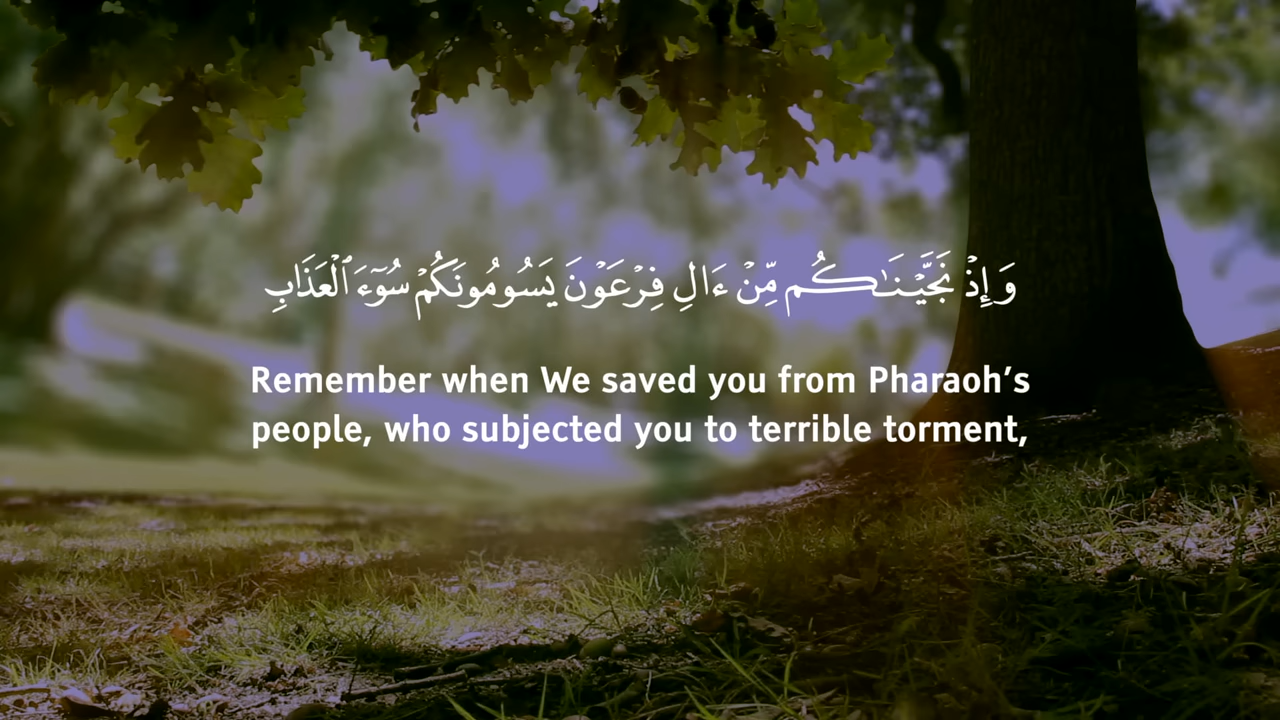 وَإِذْ نَجَّيْنَـٰكُم مِّنْ ءَالِ فِرْعَوْنَ يَسُومُونَكُمْ سُوٓءَ ٱلْعَذَابِ
Remember when We saved you from Pharaoh’s
people, who subjected you to terrible torment,